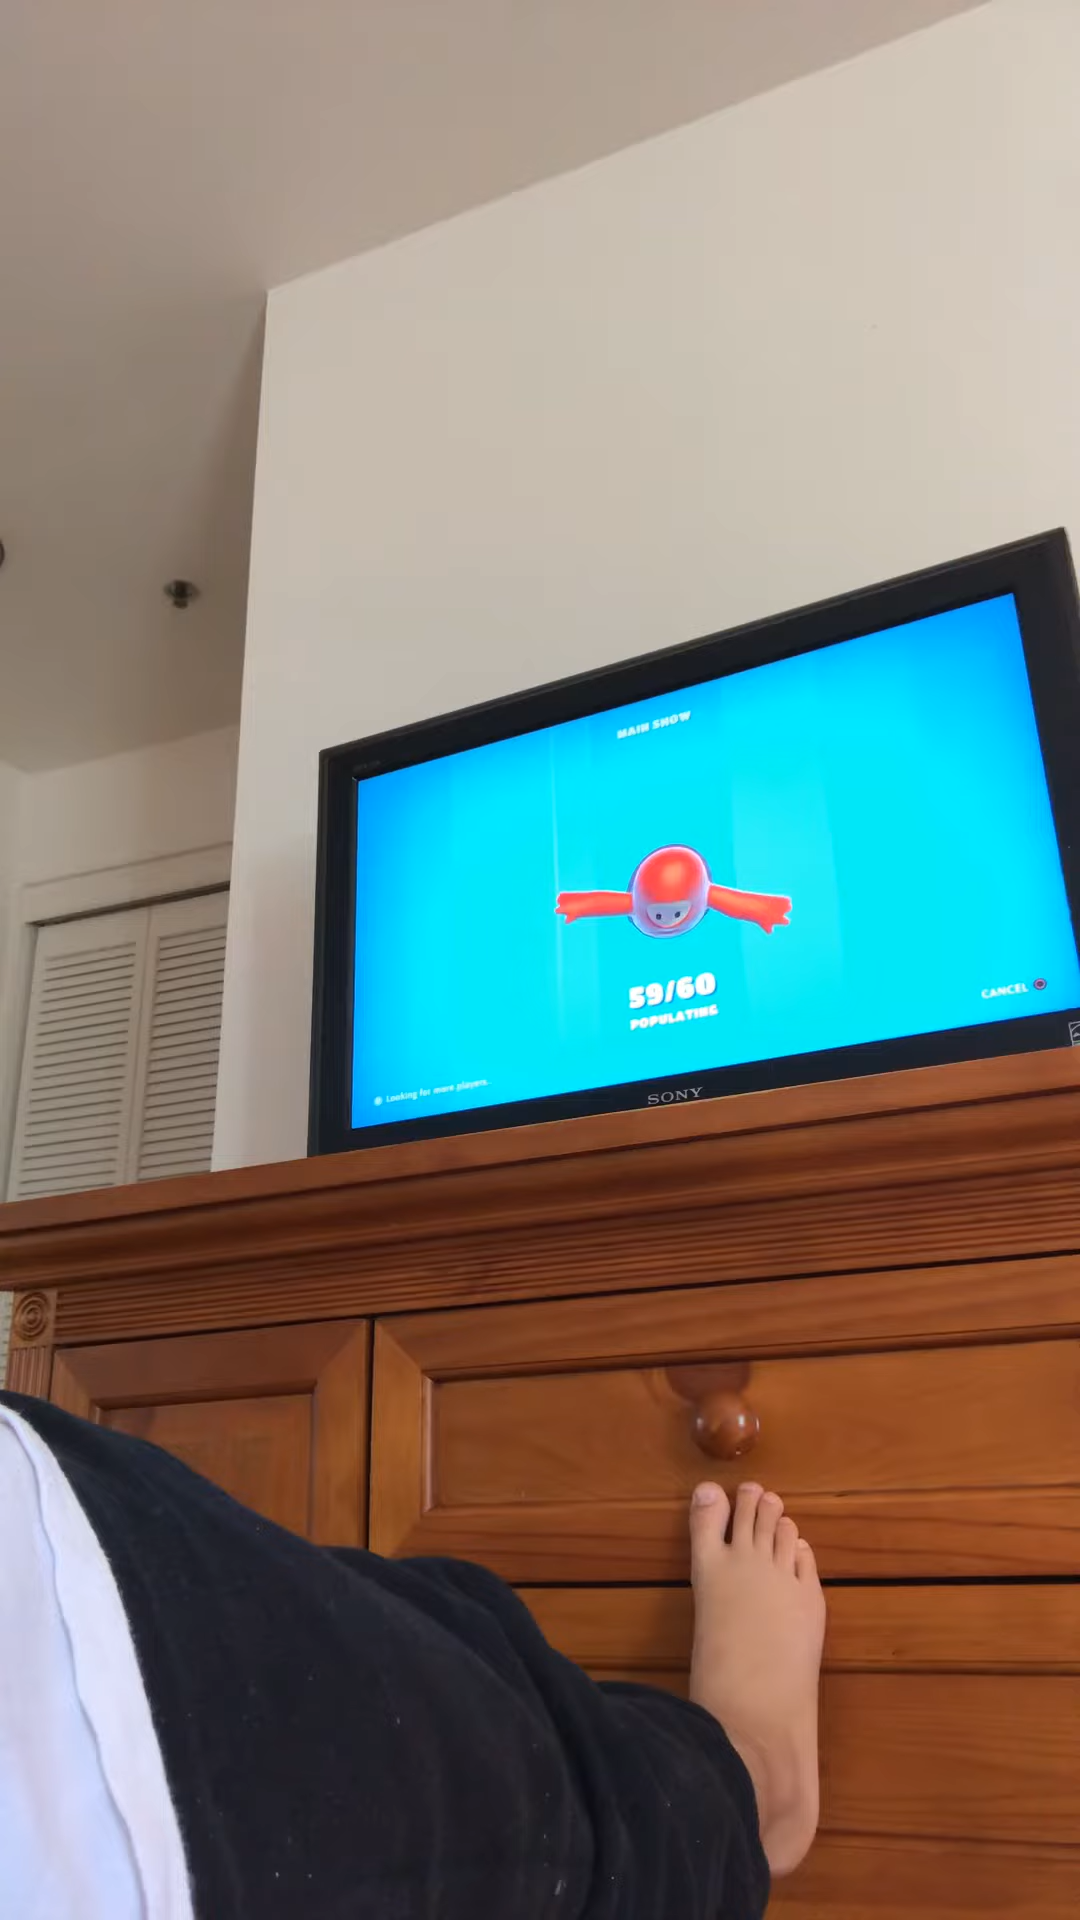 MAIN SHOW
59/60
POPULATING
CANCEL
Looking for more players..
SONY